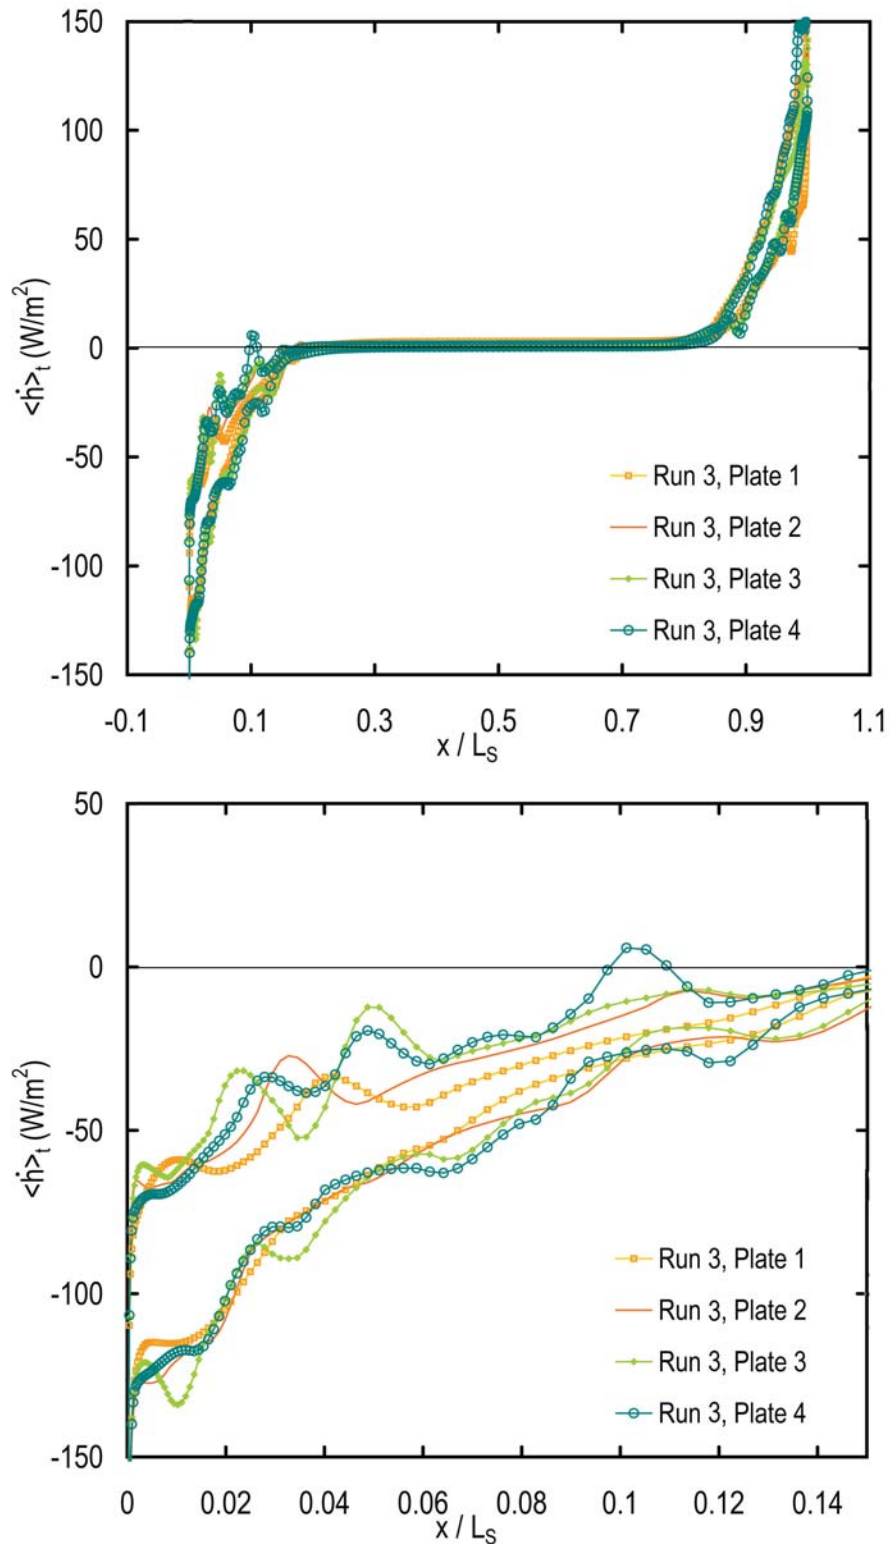 150
100
50
0
-50
-100
-150
<ḣ>t (W/m²)
Run 3, Plate 1
Run 3, Plate 2
Run 3, Plate 3
Run 3, Plate 4
-0.1 0.1 0.3 0.5 0.7 0.9 1.1
x / LS
50
0
-50
-100
-150
<ḣ>t (W/m²)
Run 3, Plate 1
Run 3, Plate 2
Run 3, Plate 3
Run 3, Plate 4
0 0.02 0.04 0.06 0.08 0.1 0.12 0.14
x / LS